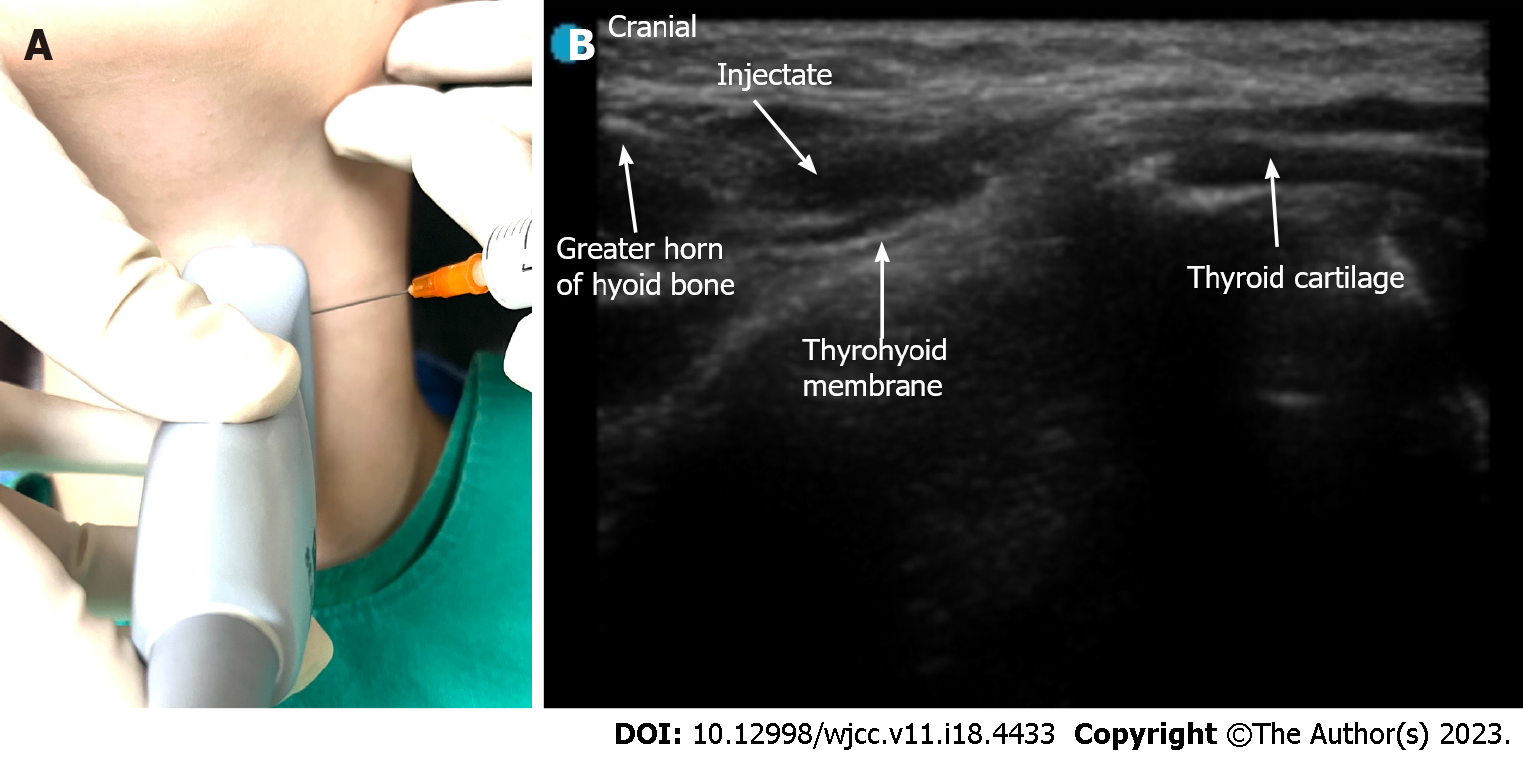 A
B
Cranial
Injectate
Greater horn
of hyoid bone
Thyrohyoid
membrane
Thyroid cartilage
DOI: 10.12998/wjcc.v11.i18.4433 Copyright ©The Author(s) 2023.